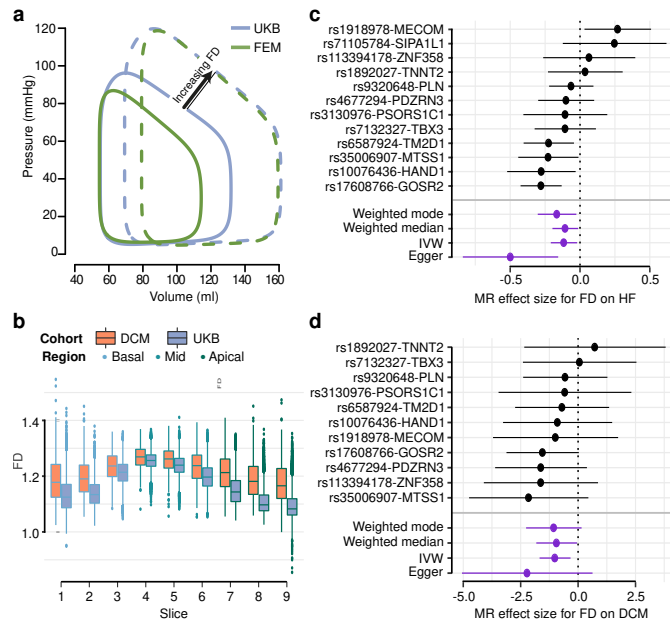 a
120
100
80
60
40
20
0
Pressure (mmHg)
UKB
FEM
Increasing FD
40 60 80 100 120 140 160
Volume (ml)
b
Cohort DCM UKB
Region Basal Mid Apical
FD
1.4
1.2
1.0
FD
1 2 3 4 5 6 7 8 9
Slice
c
rs1918978-MECOM
rs71105784-SIPA1L1
rs113394178-ZNF358
rs1892027-TNNT2
rs9320648-PLN
rs4677294-PDZRN3
rs3130976-PSORS1C1
rs7132327-TBX3
rs6587924-TM2D1
rs35006907-MTSS1
rs10076436-HAND1
rs17608766-GOSR2
Weighted mode
Weighted median
IVW
Egger
-0.5 0.0 0.5
MR effect size for FD on HF
d
rs1892027-TNNT2
rs7132327-TBX3
rs9320648-PLN
rs3130976-PSORS1C1
rs6587924-TM2D1
rs10076436-HAND1
rs1918978-MECOM
rs17608766-GOSR2
rs4677294-PDZRN3
rs113394178-ZNF358
rs35006907-MTSS1
Weighted mode
Weighted median
IVW
Egger
-5.0 -2.5 0.0 2.5
MR effect size for FD on DCM